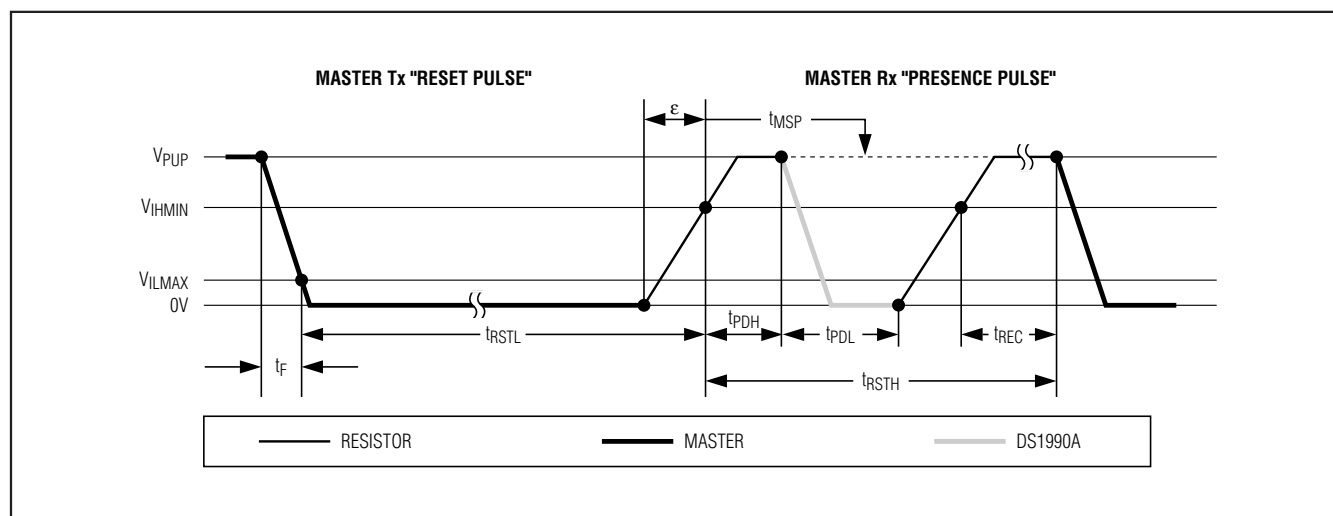 MASTER Tx "RESET PULSE"
MASTER Rx "PRESENCE PULSE"
ε
tMSP
VPUP
VIHMIN
VILMAX
0V
tRSTL
tPDH
tPDL
tREC
tF
tRSTH
RESISTOR
MASTER
DS1990A